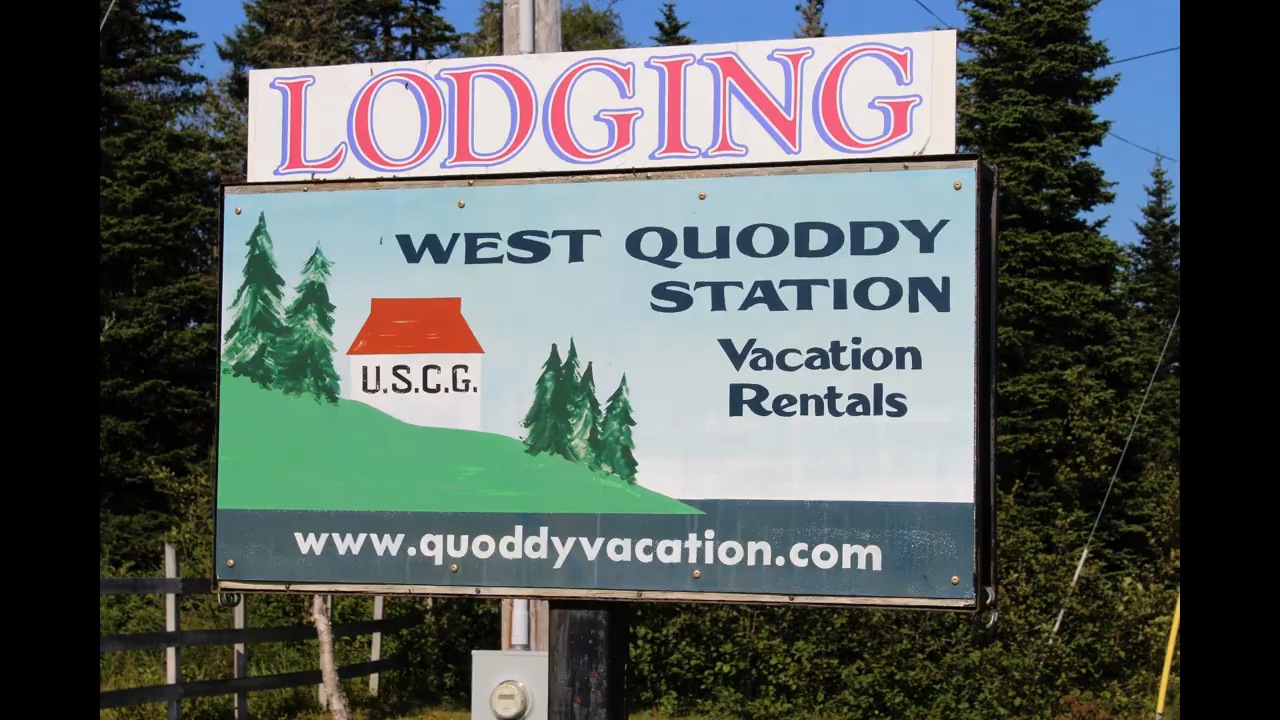 LODGING
WEST QUODDY
STATION
Vacation
Rentals
U.S.C.G.
www.quoddyvacation.com